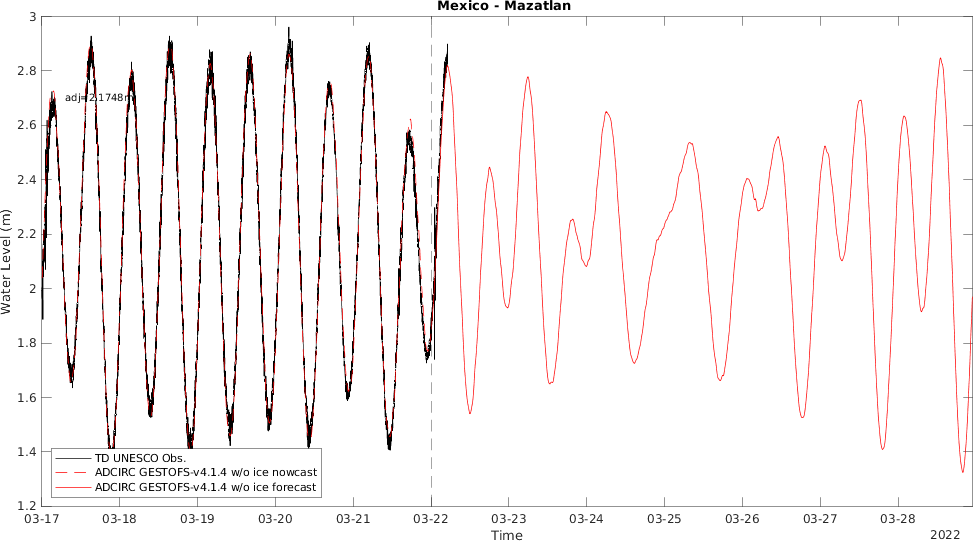 Mexico - Mazatlan
3
2.8
2.6
2.4
2.2
2
1.8
1.6
1.4
1.2
Water Level (m)
adj=2.1748m
TD UNESCO Obs.
ADCIRC GESTOFS-v4.1.4 w/o ice nowcast
ADCIRC GESTOFS-v4.1.4 w/o ice forecast
03-17 03-18 03-19 03-20 03-21 03-22 03-23 03-24 03-25 03-26 03-27 03-28
Time
2022